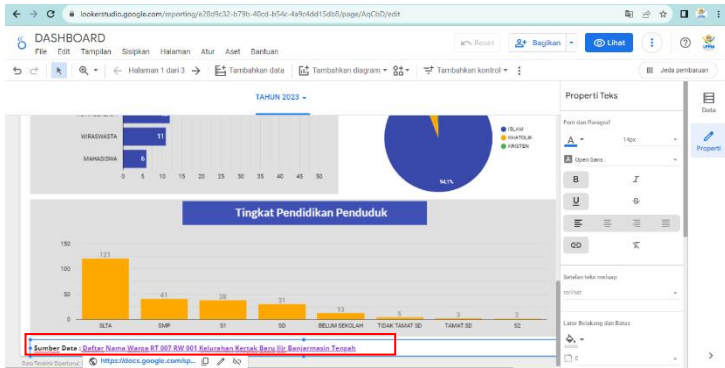 lookerstudio.google.com/reporting/e28d9c32-b79b-40cd-b54c-4a9c4dd15db8/page/AqCbD/edit
DASHBOARD
File Edit Tampilan Sisipkan Halaman Atur Aset Bantuan
Reset
Bagikan
Lihat
Halaman 1 dari 3
Tambahkan data
Tambahkan diagram
Tambahkan kontrol
Jeda pembaruan
TAHUN 2023
Properti Teks
Data
Properti
Font dan Paragraf
14px
Open Sans
B I
U S
Setelan teks meluap
terlihat
Latar Belakang dan Batas
0
WIRASWASTA 11
MAHASISWA 6
0 5 10 15 20 25 30 35 40 45 50
ISLAM
KHATOLIK
KRISTEN
94,1%
Tingkat Pendidikan Penduduk
150
100
50
0
121 41 38 31 13 5 3 2
SLTA SMP S1 SD BELUM SEKOLAH TIDAK TAMAT SD TAMAT SD S2
Sumber Data : Daftar Nama Warga RT 007 RW 001 Kelurahan Kertak Baru Ilir Banjarmasin Tengah
https://docs.google.com/sp...